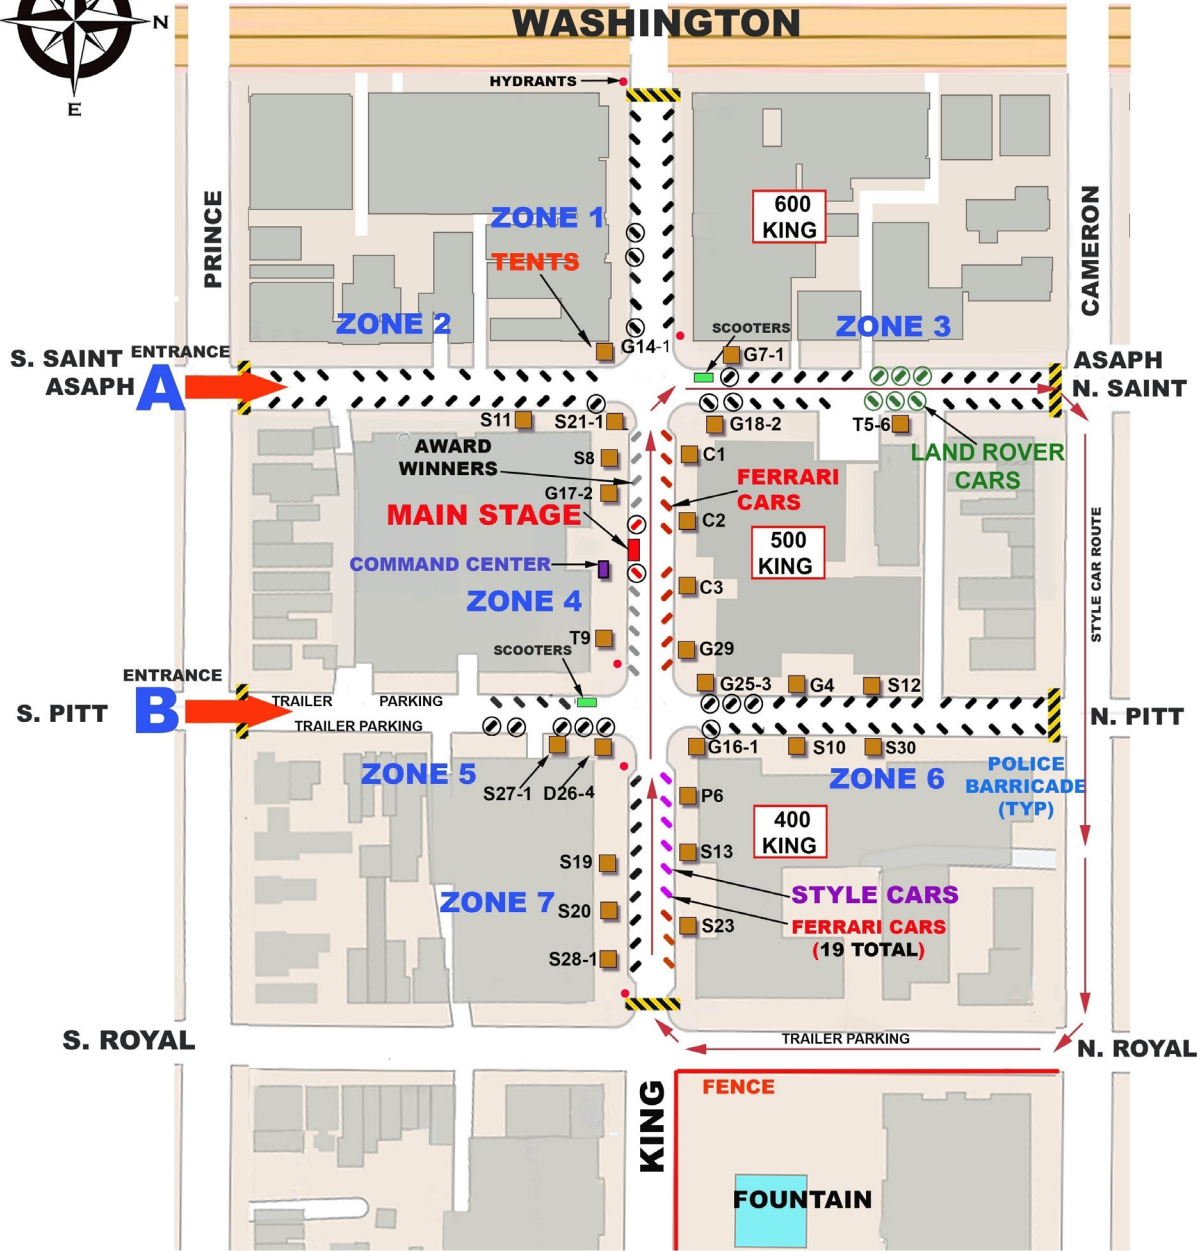 WASHINGTON
N
E
HYDRANTS
PRINCE
CAMERON
600
KING
ZONE 1
TENTS
ZONE 2
ZONE 3
SCOOTERS
G14-1
G7-1
S. SAINT
ASAPH
ENTRANCE
A
ASAPH
N. SAINT
S11
S21-1
G18-2
T5-6
AWARD
WINNERS
S8
C1
LAND ROVER
CARS
G17-2
FERRARI
CARS
MAIN STAGE
C2
500
KING
COMMAND CENTER
C3
ZONE 4
STYLE CAR ROUTE
T9
SCOOTERS
G29
ENTRANCE
B
S. PITT
TRAILER PARKING
TRAILER PARKING
G25-3
G4
S12
N. PITT
G16-1
S10
S30
ZONE 5
ZONE 6
POLICE
BARRICADE
(TYP)
S27-1
D26-4
P6
400
KING
S19
S13
STYLE CARS
ZONE 7
S20
S23
FERRARI CARS
(19 TOTAL)
S28-1
S. ROYAL
TRAILER PARKING
N. ROYAL
KING
FENCE
FOUNTAIN